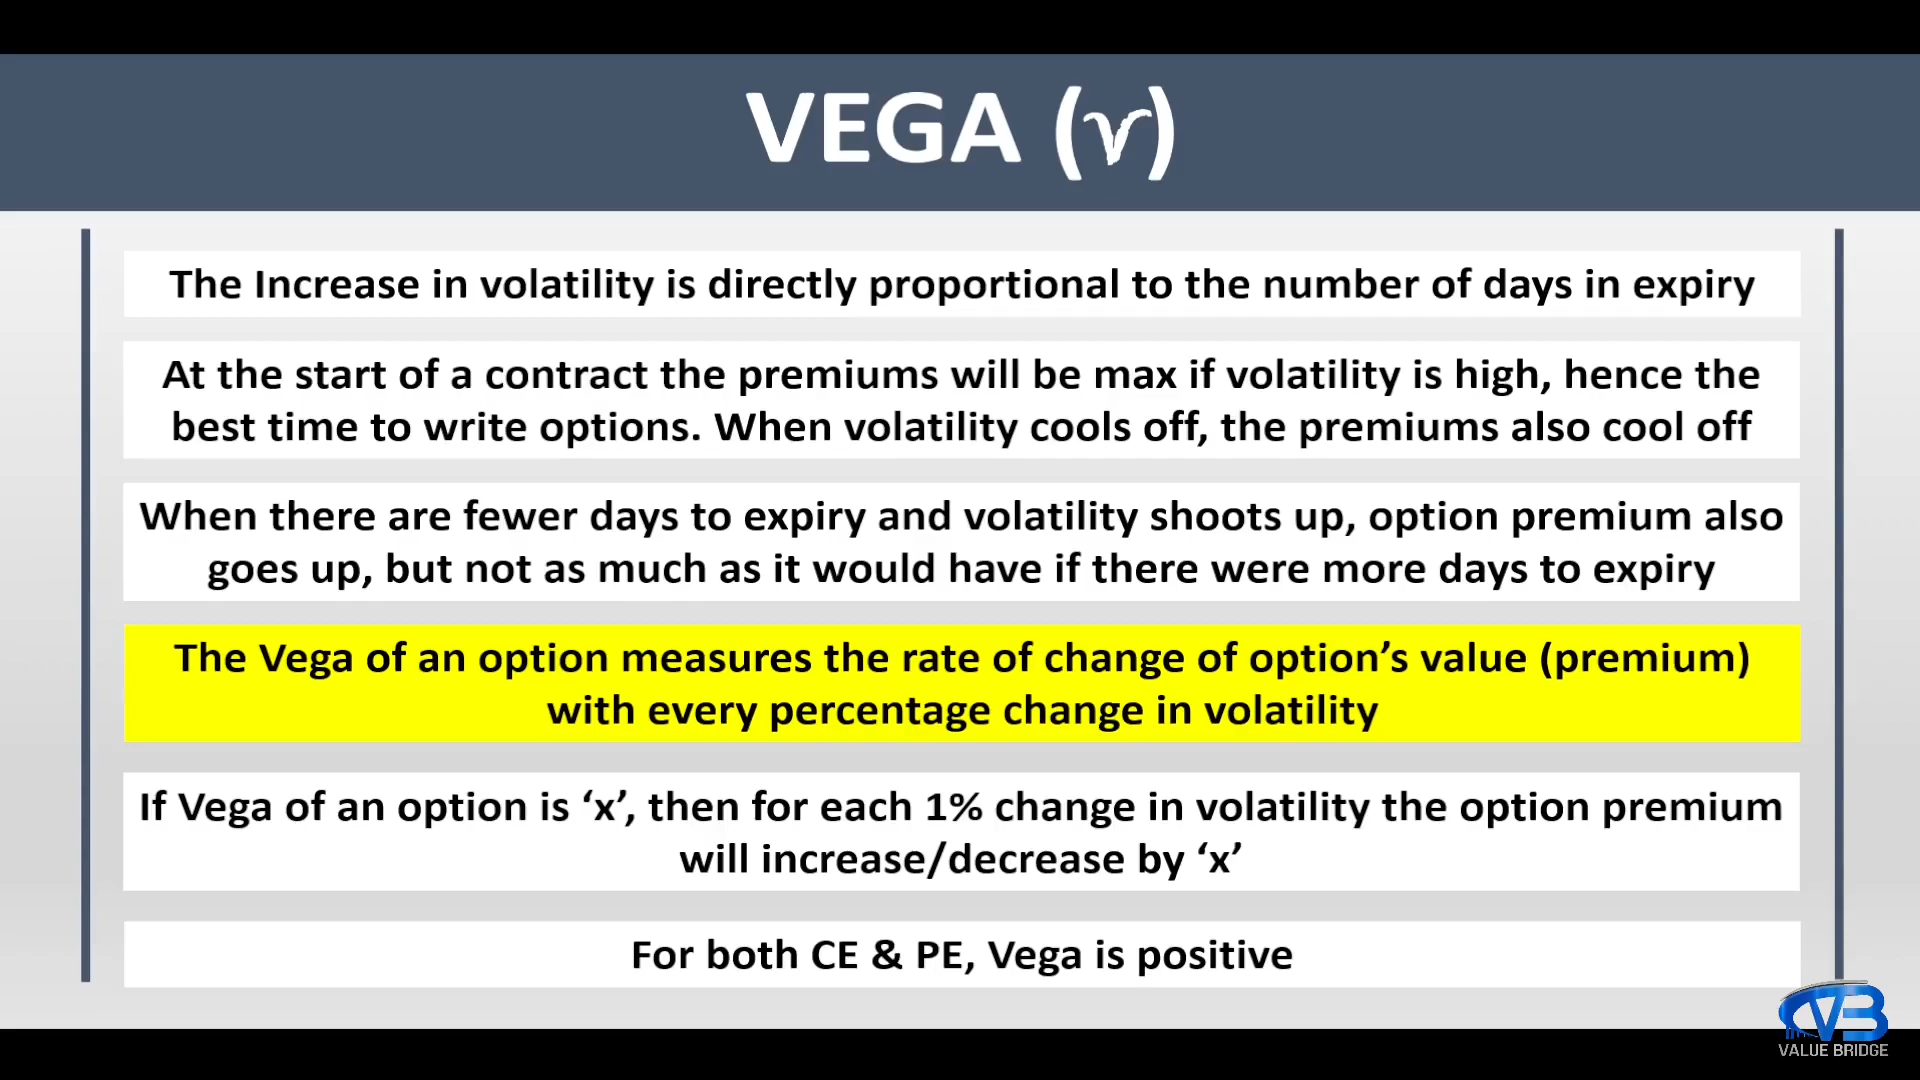 VEGA (ν)
The Increase in volatility is directly proportional to the number of days in expiry
At the start of a contract the premiums will be max if volatility is high, hence the
best time to write options. When volatility cools off, the premiums also cool off
When there are fewer days to expiry and volatility shoots up, option premium also
goes up, but not as much as it would have if there were more days to expiry
The Vega of an option measures the rate of change of option’s value (premium)
with every percentage change in volatility
If Vega of an option is ‘x’, then for each 1% change in volatility the option premium
will increase/decrease by ‘x’
For both CE & PE, Vega is positive
VB
VALUE BRIDGE